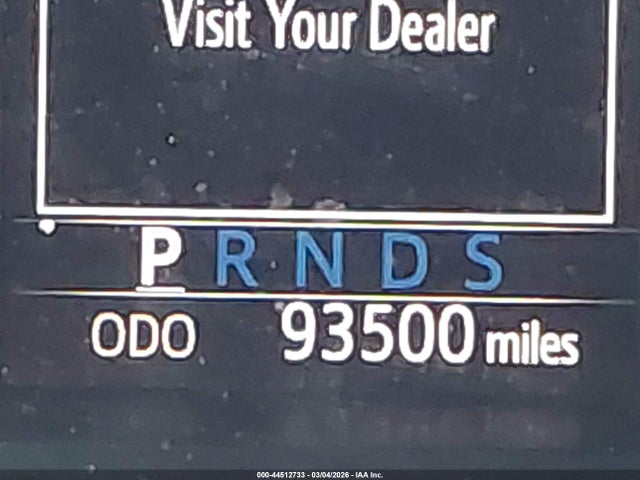 Visit Your Dealer
P R N D S
ODO 93500 miles
000-44512733 - 03/04/2026 - IAA Inc.